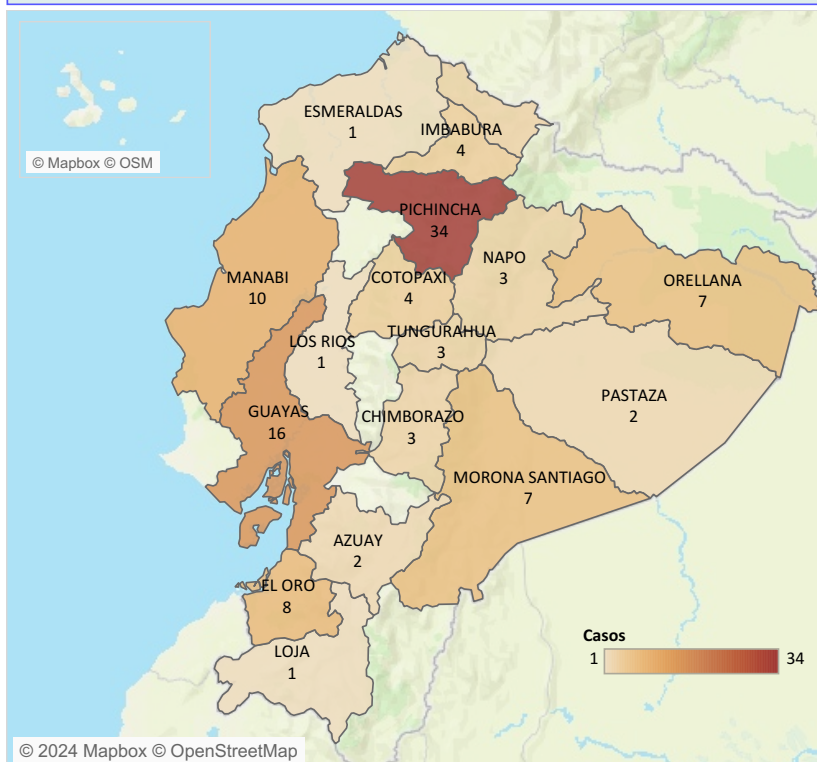 © Mapbox © OSM
ESMERALDAS
1
IMBABURA
4
PICHINCHA
34
NAPO
3
MANABI
10
COTOPAXI
4
ORELLANA
7
TUNGURAHUA
3
LOS RIOS
1
PASTAZA
2
GUAYAS
16
CHIMBORAZO
3
MORONA SANTIAGO
7
AZUAY
2
EL ORO
8
LOJA
1
Casos
1 34
© 2024 Mapbox © OpenStreetMap